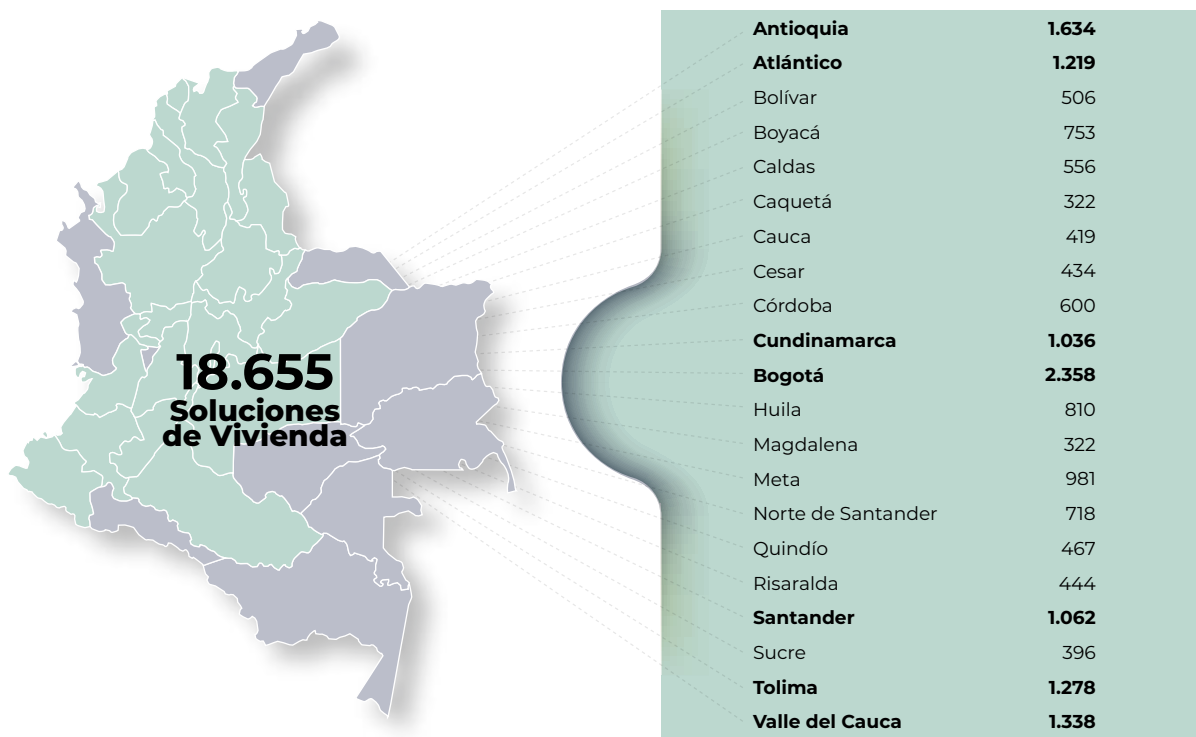 18.655
Soluciones
de Vivienda
Antioquia 1.634
Atlántico 1.219
Bolívar 506
Boyacá 753
Caldas 556
Caquetá 322
Cauca 419
Cesar 434
Córdoba 600
Cundinamarca 1.036
Bogotá 2.358
Huila 810
Magdalena 322
Meta 981
Norte de Santander 718
Quindío 467
Risaralda 444
Santander 1.062
Sucre 396
Tolima 1.278
Valle del Cauca 1.338